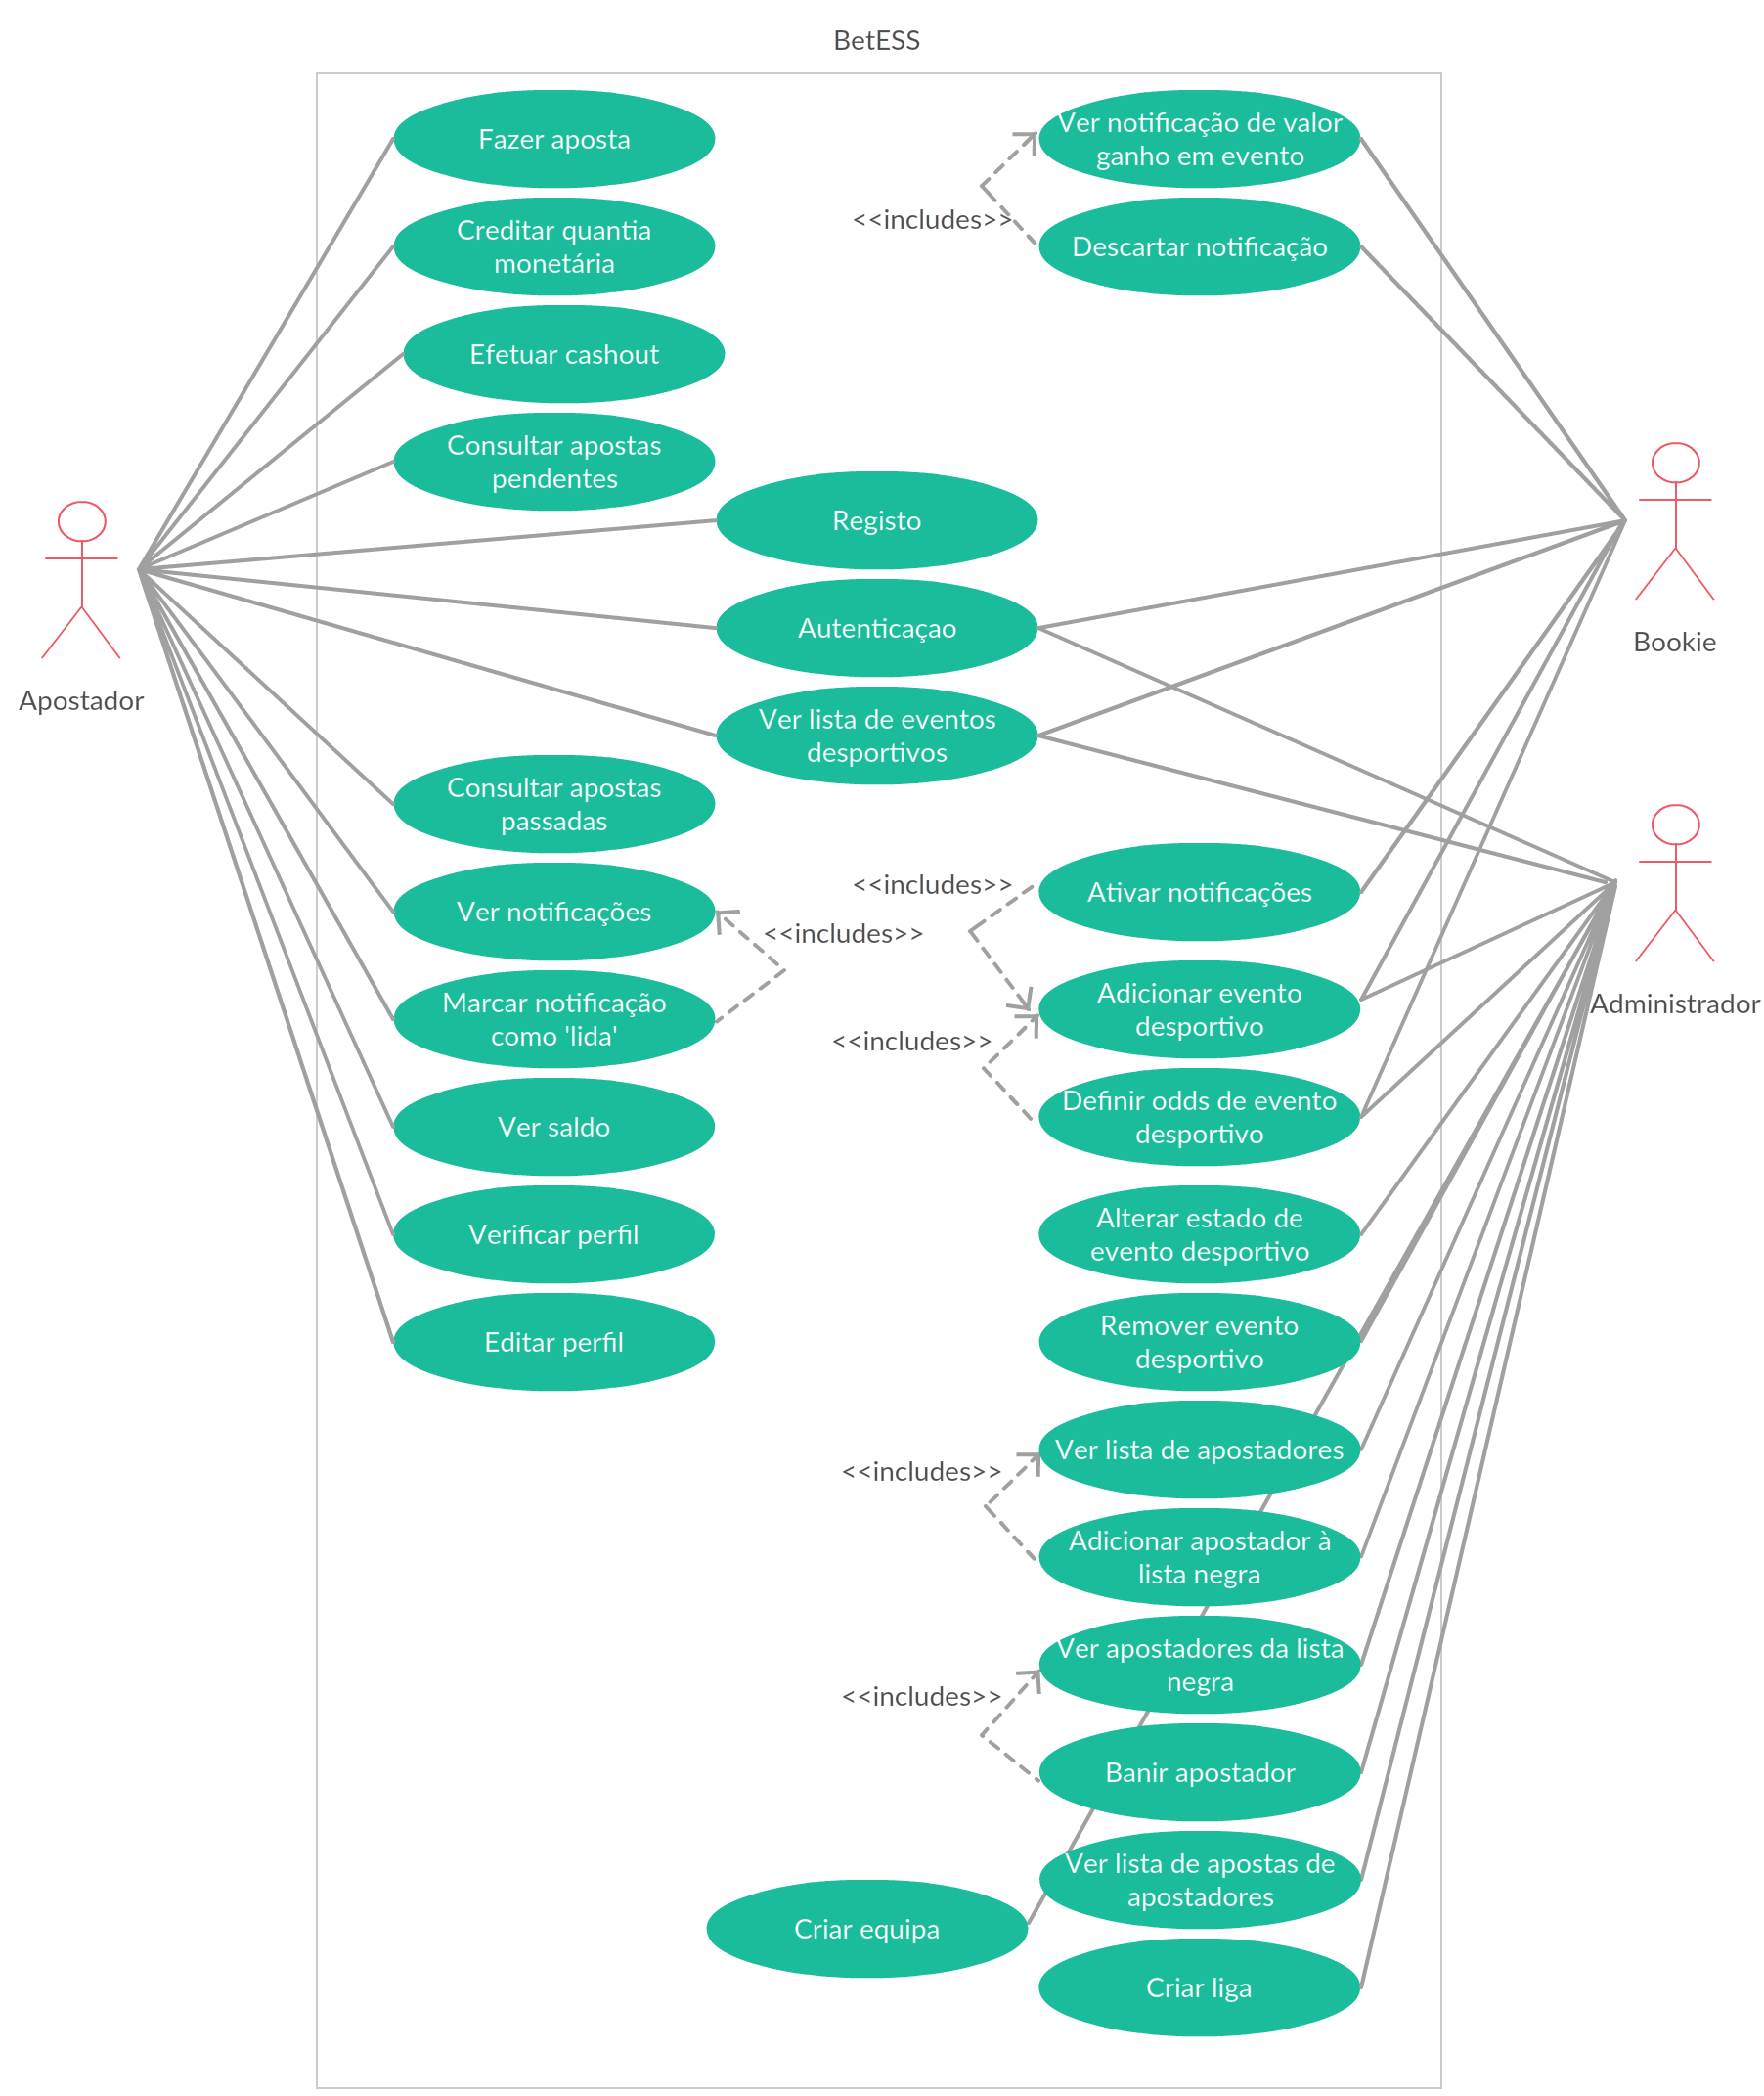 BetESS
Fazer aposta
Ver notificação de valor
ganho em evento
<<includes>>
Creditar quantia
monetária
Descartar notificação
Efetuar cashout
Consultar apostas
pendentes
Registo
Autenticaçao
Bookie
Apostador
Ver lista de eventos
desportivos
Consultar apostas
passadas
<<includes>>
Ativar notificações
Ver notificações
<<includes>>
Marcar notificação
como 'lida'
Adicionar evento
desportivo
Administrador
<<includes>>
Definir odds de evento
desportivo
Ver saldo
Verificar perfil
Alterar estado de
evento desportivo
Editar perfil
Remover evento
desportivo
<<includes>>
Ver lista de apostadores
Adicionar apostador à
lista negra
Ver apostadores da lista
negra
<<includes>>
Banir apostador
Ver lista de apostas de
apostadores
Criar equipa
Criar liga